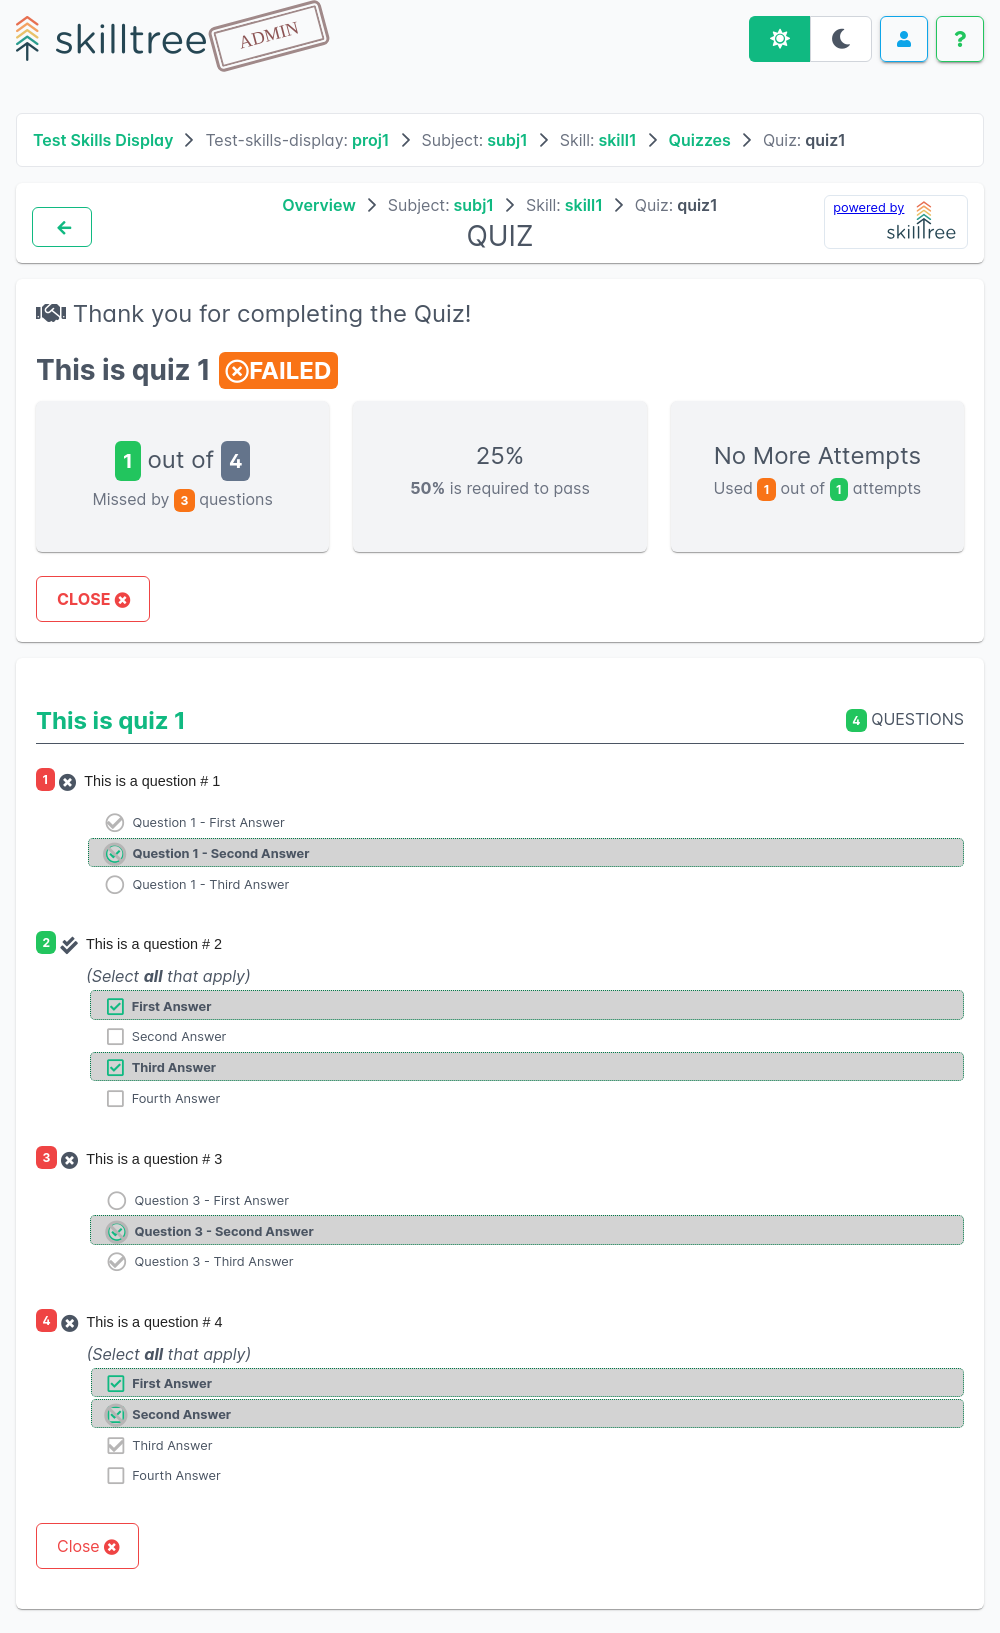 skilltree ADMIN
?
Test Skills Display > Test-skills-display: proj1 > Subject: subj1 > Skill: skill1 > Quizzes > Quiz: quiz1
Overview > Subject: subj1 > Skill: skill1 > Quiz: quiz1
QUIZ
powered by
skilltree
Thank you for completing the Quiz!
This is quiz 1 FAILED
1 out of 4
Missed by 3 questions
25%
50% is required to pass
No More Attempts
Used 1 out of 1 attempts
CLOSE
This is quiz 1
4 QUESTIONS
1 This is a question # 1
Question 1 - First Answer
Question 1 - Second Answer
Question 1 - Third Answer
2 This is a question # 2
(Select all that apply)
First Answer
Second Answer
Third Answer
Fourth Answer
3 This is a question # 3
Question 3 - First Answer
Question 3 - Second Answer
Question 3 - Third Answer
4 This is a question # 4
(Select all that apply)
First Answer
Second Answer
Third Answer
Fourth Answer
Close